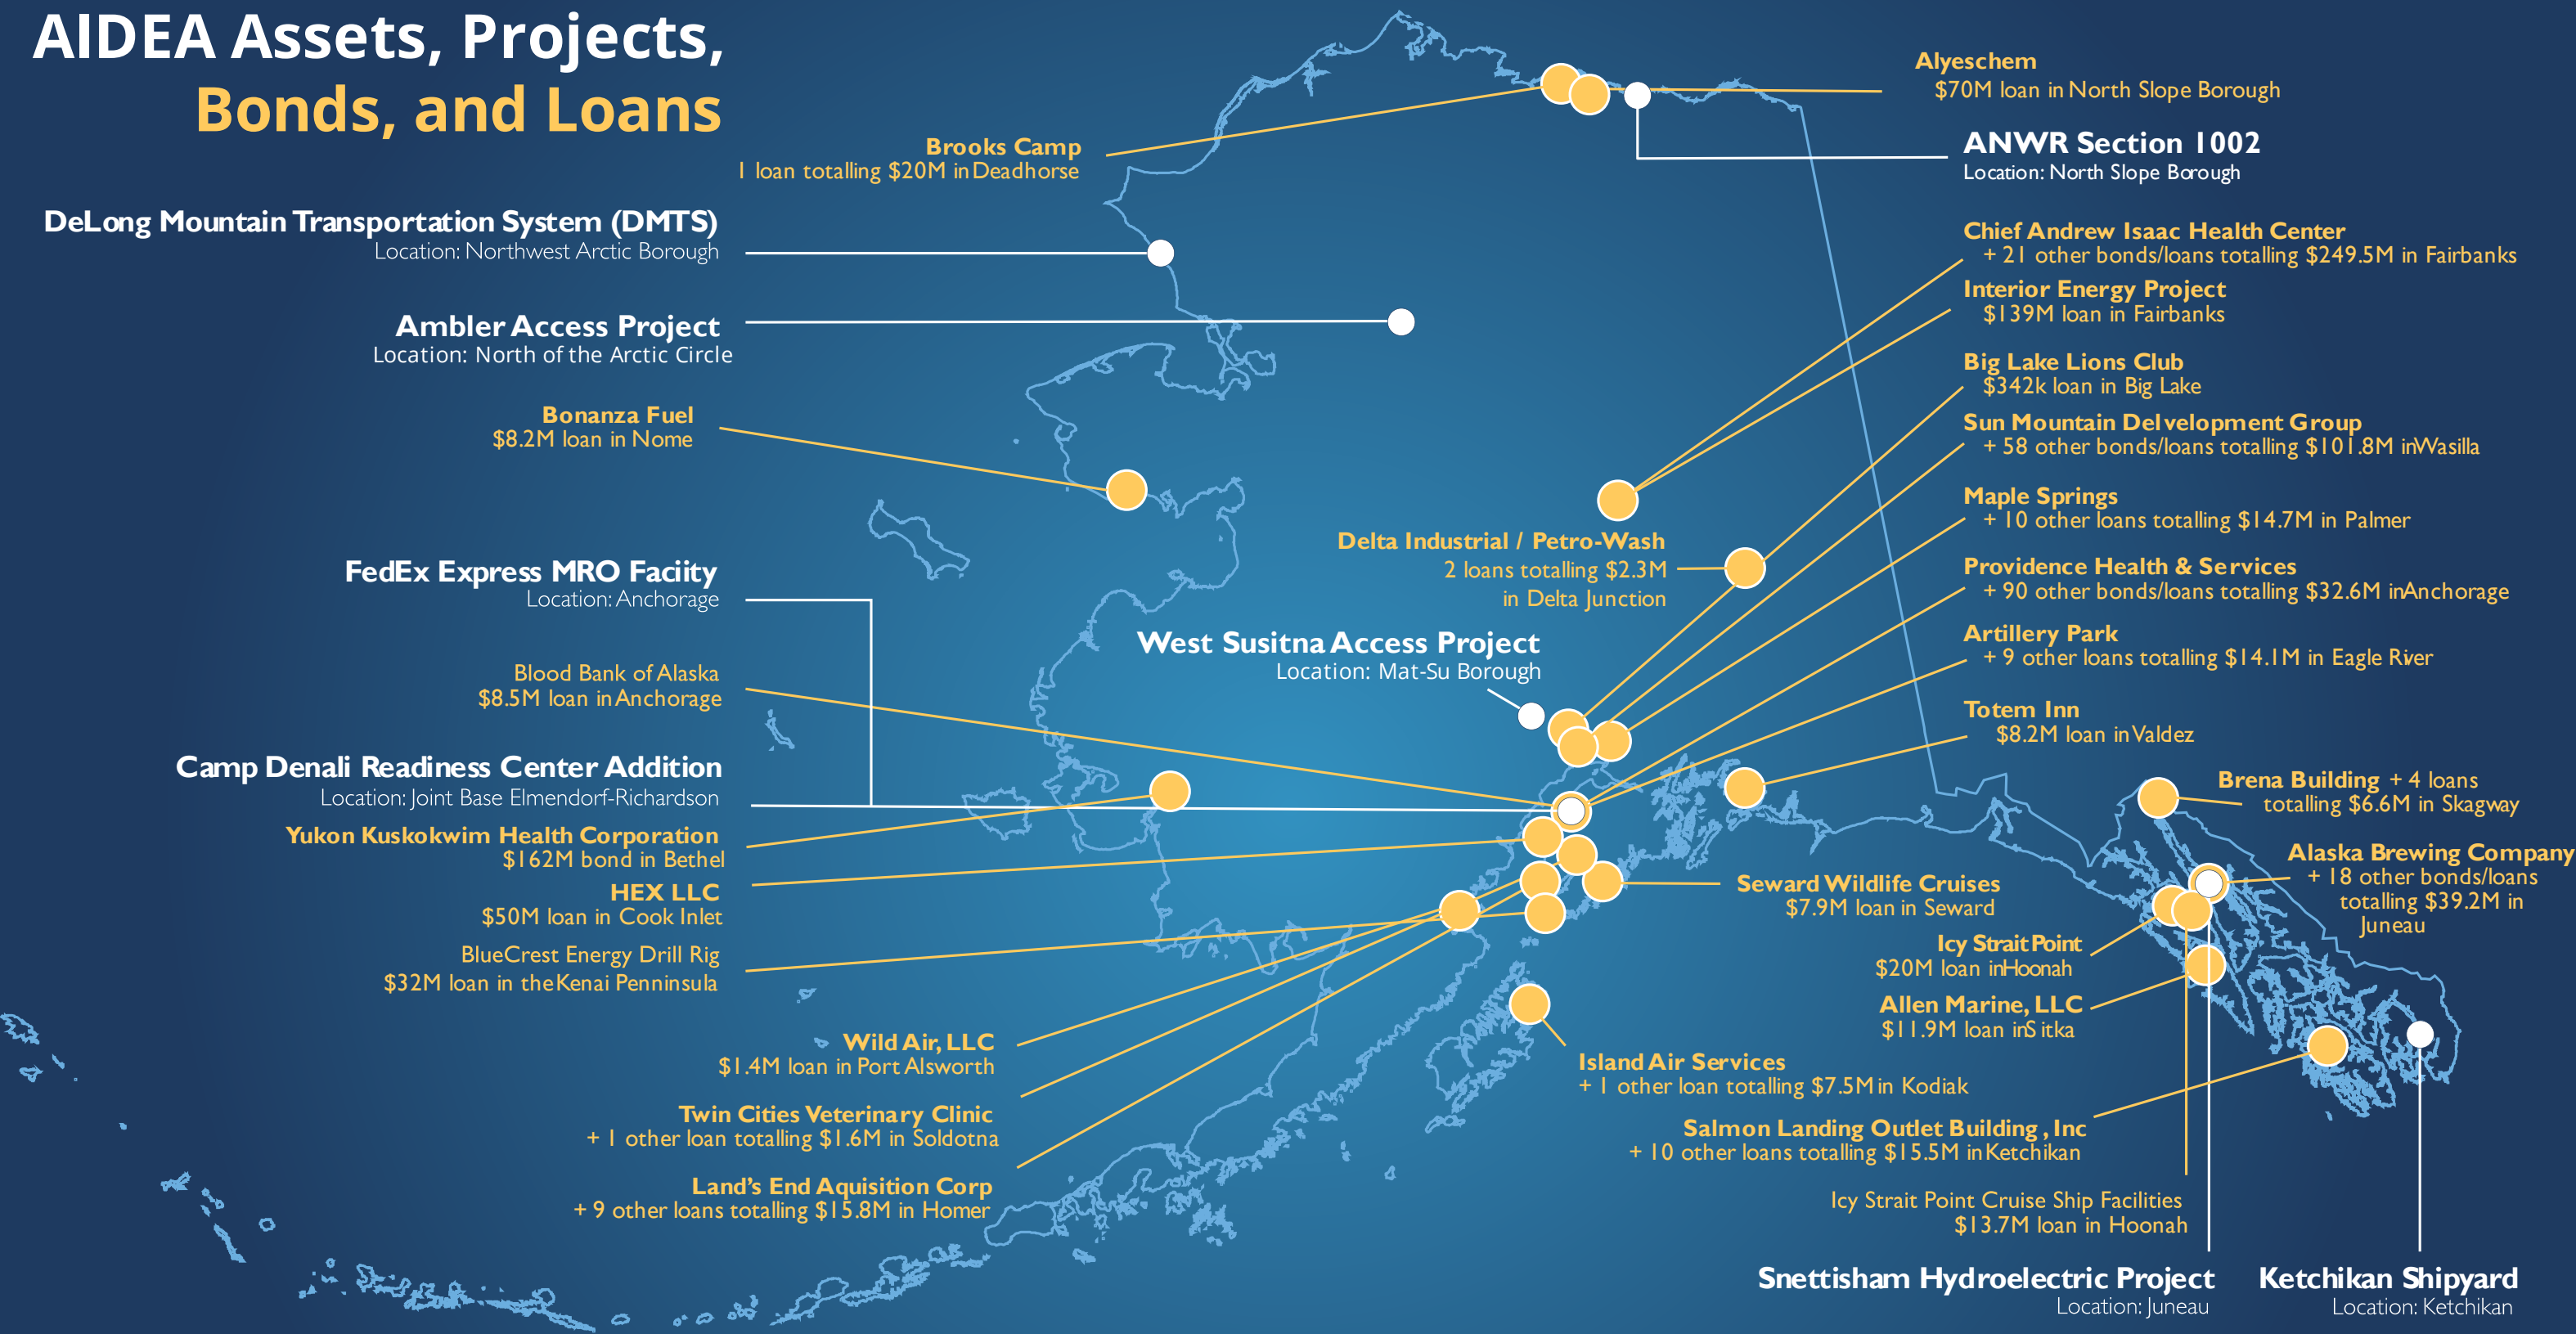 AIDEA Assets, Projects,
Bonds, and Loans
Brooks Camp
1 loan totalling $20M in Deadhorse
DeLong Mountain Transportation System (DMTS)
Location: Northwest Arctic Borough
Ambler Access Project
Location: North of the Arctic Circle
Bonanza Fuel
$8.2M loan in Nome
FedEx Express MRO Faciity
Location: Anchorage
Blood Bank of Alaska
$8.5M loan in Anchorage
Camp Denali Readiness Center Addition
Location: Joint Base Elmendorf-Richardson
Yukon Kuskokwim Health Corporation
$162M bond in Bethel
HEX LLC
$50M loan in Cook Inlet
BlueCrest Energy Drill Rig
$32M loan in the Kenai Penninsula
Wild Air, LLC
$1.4M loan in Port Alsworth
Twin Cities Veterinary Clinic
+ 1 other loan totalling $1.6M in Soldotna
Land's End Aquisition Corp
+ 9 other loans totalling $15.8M in Homer
Delta Industrial / Petro-Wash
2 loans totalling $2.3M
in Delta Junction
West Susitna Access Project
Location: Mat-Su Borough
Alyeschem
$70M loan in North Slope Borough
ANWR Section 1002
Location: North Slope Borough
Chief Andrew Isaac Health Center
+ 21 other bonds/loans totalling $249.5M in Fairbanks
Interior Energy Project
$139M loan in Fairbanks
Big Lake Lions Club
$342k loan in Big Lake
Sun Mountain Delvelopment Group
+ 58 other bonds/loans totalling $101.8M in Wasilla
Maple Springs
+ 10 other loans totalling $14.7M in Palmer
Providence Health & Services
+ 90 other bonds/loans totalling $32.6M in Anchorage
Artillery Park
+ 9 other loans totalling $14.1M in Eagle River
Totem Inn
$8.2M loan in Valdez
Brena Building + 4 loans
totalling $6.6M in Skagway
Alaska Brewing Company
+ 18 other bonds/loans
totalling $39.2M in
Juneau
Seward Wildlife Cruises
$7.9M loan in Seward
Icy Strait Point
$20M loan in Hoonah
Allen Marine, LLC
$11.9M loan in Sitka
Island Air Services
+ 1 other loan totalling $7.5M in Kodiak
Salmon Landing Outlet Building, Inc
+ 10 other loans totalling $15.5M in Ketchikan
Icy Strait Point Cruise Ship Facilities
$13.7M loan in Hoonah
Snettisham Hydroelectric Project
Location: Juneau
Ketchikan Shipyard
Location: Ketchikan